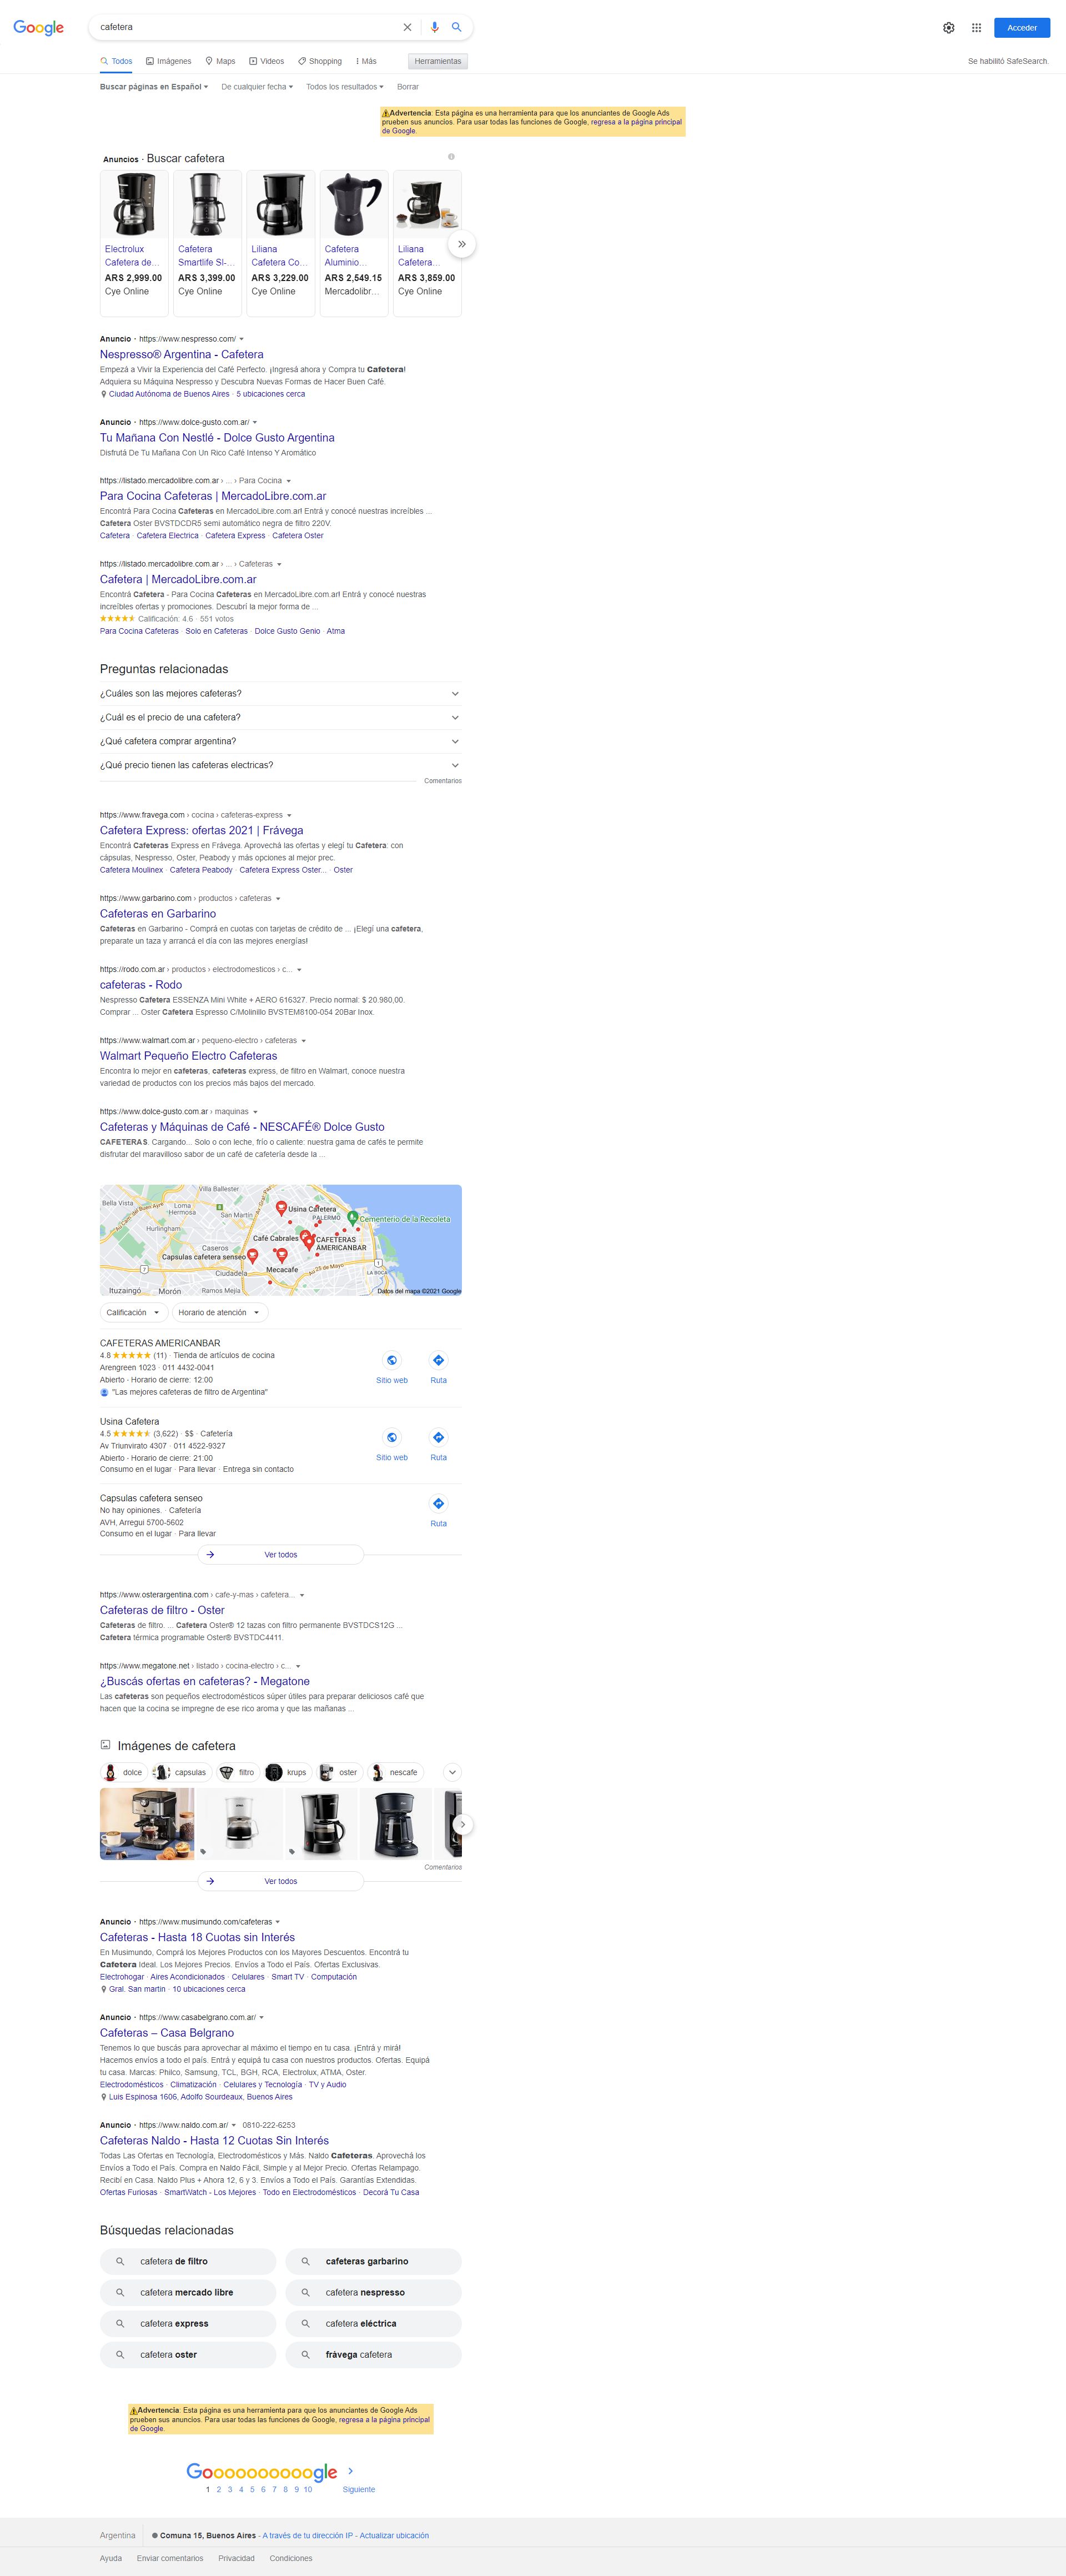 Google
cafetera
Acceder
Todos Imágenes Maps Videos Shopping Más Herramientas
Se habilitó SafeSearch.
Buscar páginas en Español De cualquier fecha Todos los resultados Borrar
Advertencia: Esta página es una herramienta para que los anunciantes de Google Ads
prueben sus anuncios. Para usar todas las funciones de Google, regresa a la página principal
de Google.
Anuncios · Buscar cafetera
Electrolux
Cafetera de...
ARS 2,999.00
Cye Online
Cafetera
Smartlife Sl-...
ARS 3,399.00
Cye Online
Liliana
Cafetera Co...
ARS 3,229.00
Cye Online
Cafetera
Aluminio...
ARS 2,549.15
Mercadolibr...
Liliana
Cafetera...
ARS 3,859.00
Cye Online
Anuncio · https://www.nespresso.com/
Nespresso® Argentina - Cafetera
Empezá a Vivir la Experiencia del Café Perfecto. ¡Ingresá ahora y Compra tu Cafetera!
Adquiera su Máquina Nespresso y Descubra Nuevas Formas de Hacer Buen Café.
Ciudad Autónoma de Buenos Aires · 5 ubicaciones cerca
Anuncio · https://www.dolce-gusto.com.ar/
Tu Mañana Con Nestlé - Dolce Gusto Argentina
Disfrutá De Tu Mañana Con Un Rico Café Intenso Y Aromático
https://listado.mercadolibre.com.ar › ... › Para Cocina
Para Cocina Cafeteras | MercadoLibre.com.ar
Encontrá Para Cocina Cafeteras en MercadoLibre.com.ar! Entrá y conocé nuestras increíbles ...
Cafetera Oster BVSTDCDR5 semi automático negra de filtro 220V.
Cafetera · Cafetera Electrica · Cafetera Express · Cafetera Oster
https://listado.mercadolibre.com.ar › ... › Cafeteras
Cafetera | MercadoLibre.com.ar
Encontrá Cafetera - Para Cocina Cafeteras en MercadoLibre.com.ar! Entrá y conocé nuestras
increíbles ofertas y promociones. Descubrí la mejor forma de ...
Calificación: 4.6 · 551 votos
Para Cocina Cafeteras · Solo en Cafeteras · Dolce Gusto Genio · Atma
Preguntas relacionadas
¿Cuáles son las mejores cafeteras?
¿Cuál es el precio de una cafetera?
¿Qué cafetera comprar argentina?
¿Qué precio tienen las cafeteras electricas?
Comentarios
https://www.fravega.com › cocina › cafeteras-express
Cafetera Express: ofertas 2021 | Frávega
Encontrá Cafeteras Express en Frávega. Aprovechá las ofertas y elegí tu Cafetera: con
cápsulas, Nespresso, Oster, Peabody y más opciones al mejor prec.
Cafetera Moulinex · Cafetera Peabody · Cafetera Express Oster... · Oster
https://www.garbarino.com › productos › cafeteras
Cafeteras en Garbarino
Cafeteras en Garbarino - Comprá en cuotas con tarjetas de crédito de ... ¡Elegí una cafetera,
preparate un taza y arrancá el día con las mejores energías!
https://rodo.com.ar › productos › electrodomesticos › c...
cafeteras - Rodo
Nespresso Cafetera ESSENZA Mini White + AERO 616327. Precio normal: $ 20.980,00.
Comprar ... Oster Cafetera Espresso C/Molinillo BVSTEM8100-054 20Bar Inox.
https://www.walmart.com.ar › pequeno-electro › cafeteras
Walmart Pequeño Electro Cafeteras
Encontra lo mejor en cafeteras, cafeteras express, de filtro en Walmart, conoce nuestra
variedad de productos con los precios más bajos del mercado.
https://www.dolce-gusto.com.ar › maquinas
Cafeteras y Máquinas de Café - NESCAFÉ® Dolce Gusto
CAFETERAS. Cargando... Solo o con leche, frío o caliente: nuestra gama de cafés te permite
disfrutar del maravilloso sabor de un café de cafetería desde la ...
Villa Ballester
Bella Vista
Loma
Hermosa
San Martín
Usina Cafetera
PALERMO
Cementerio de la Recoleta
Hurlingham
Café Cabrales
CAFETERAS
AMERICANBAR
Caseros
Capsulas cafetera senseo
Mecacafe
Ciudadela
Au 25 de Mayo
LA BOCA
Ituzaingó
Morón
Ramos Mejía
Datos del mapa ©2021 Google
Calificación Horario de atención
CAFETERAS AMERICANBAR
4.8 (11) · Tienda de artículos de cocina
Arengreen 1023 · 011 4432-0041
Abierto · Horario de cierre: 12:00
"Las mejores cafeteras de filtro de Argentina"
Sitio web Ruta
Usina Cafetera
4.5 (3,622) · $$ · Cafetería
Av Triunvirato 4307 · 011 4522-9327
Abierto · Horario de cierre: 21:00
Consumo en el lugar · Para llevar · Entrega sin contacto
Sitio web Ruta
Capsulas cafetera senseo
No hay opiniones. · Cafetería
AVH, Arregui 5700-5602
Consumo en el lugar · Para llevar
Ruta
Ver todos
https://www.osterargentina.com › cafe-y-mas › cafetera...
Cafeteras de filtro - Oster
Cafeteras de filtro. ... Cafetera Oster® 12 tazas con filtro permanente BVSTDCS12G ...
Cafetera térmica programable Oster® BVSTDC4411.
https://www.megatone.net › listado › cocina-electro › c...
¿Buscás ofertas en cafeteras? - Megatone
Las cafeteras son pequeños electrodomésticos súper útiles para preparar deliciosos café que
hacen que la cocina se impregne de ese rico aroma y que las mañanas ...
Imágenes de cafetera
dolce capsulas filtro krups oster nescafe
Comentarios
Ver todos
Anuncio · https://www.musimundo.com/cafeteras
Cafeteras - Hasta 18 Cuotas sin Interés
En Musimundo, Comprá los Mejores Productos con los Mayores Descuentos. Encontrá tu
Cafetera Ideal. Los Mejores Precios. Envíos a Todo el País. Ofertas Exclusivas.
Electrohogar · Aires Acondicionados · Celulares · Smart TV · Computación
Gral. San martin · 10 ubicaciones cerca
Anuncio · https://www.casabelgrano.com.ar/
Cafeteras – Casa Belgrano
Tenemos lo que buscás para aprovechar al máximo el tiempo en tu casa. ¡Entrá y mirá!
Hacemos envíos a todo el país. Entrá y equipá tu casa con nuestros productos. Ofertas. Equipá
tu casa. Marcas: Philco, Samsung, TCL, BGH, RCA, Electrolux, ATMA, Oster.
Electrodomésticos · Climatización · Celulares y Tecnología · TV y Audio
Luis Espinosa 1606, Adolfo Sourdeaux, Buenos Aires
Anuncio · https://www.naldo.com.ar/ 0810-222-6253
Cafeteras Naldo - Hasta 12 Cuotas Sin Interés
Todas Las Ofertas en Tecnología, Electrodomésticos y Más. Naldo Cafeteras. Aprovechá los
Envíos a Todo el País. Compra en Naldo Fácil, Simple y al Mejor Precio. Ofertas Relampago.
Recibí en Casa. Naldo Plus + Ahora 12, 6 y 3. Envíos a Todo el País. Garantías Extendidas.
Ofertas Furiosas · SmartWatch - Los Mejores · Todo en Electrodomésticos · Decorá Tu Casa
Búsquedas relacionadas
cafetera de filtro
cafeteras garbarino
cafetera mercado libre
cafetera nespresso
cafetera express
cafetera eléctrica
cafetera oster
frávega cafetera
Advertencia: Esta página es una herramienta para que los anunciantes de Google Ads
prueben sus anuncios. Para usar todas las funciones de Google, regresa a la página principal
de Google.
Goooooooooogle
1 2 3 4 5 6 7 8 9 10 Siguiente
Argentina Comuna 15, Buenos Aires - A través de tu dirección IP - Actualizar ubicación
Ayuda Enviar comentarios Privacidad Condiciones